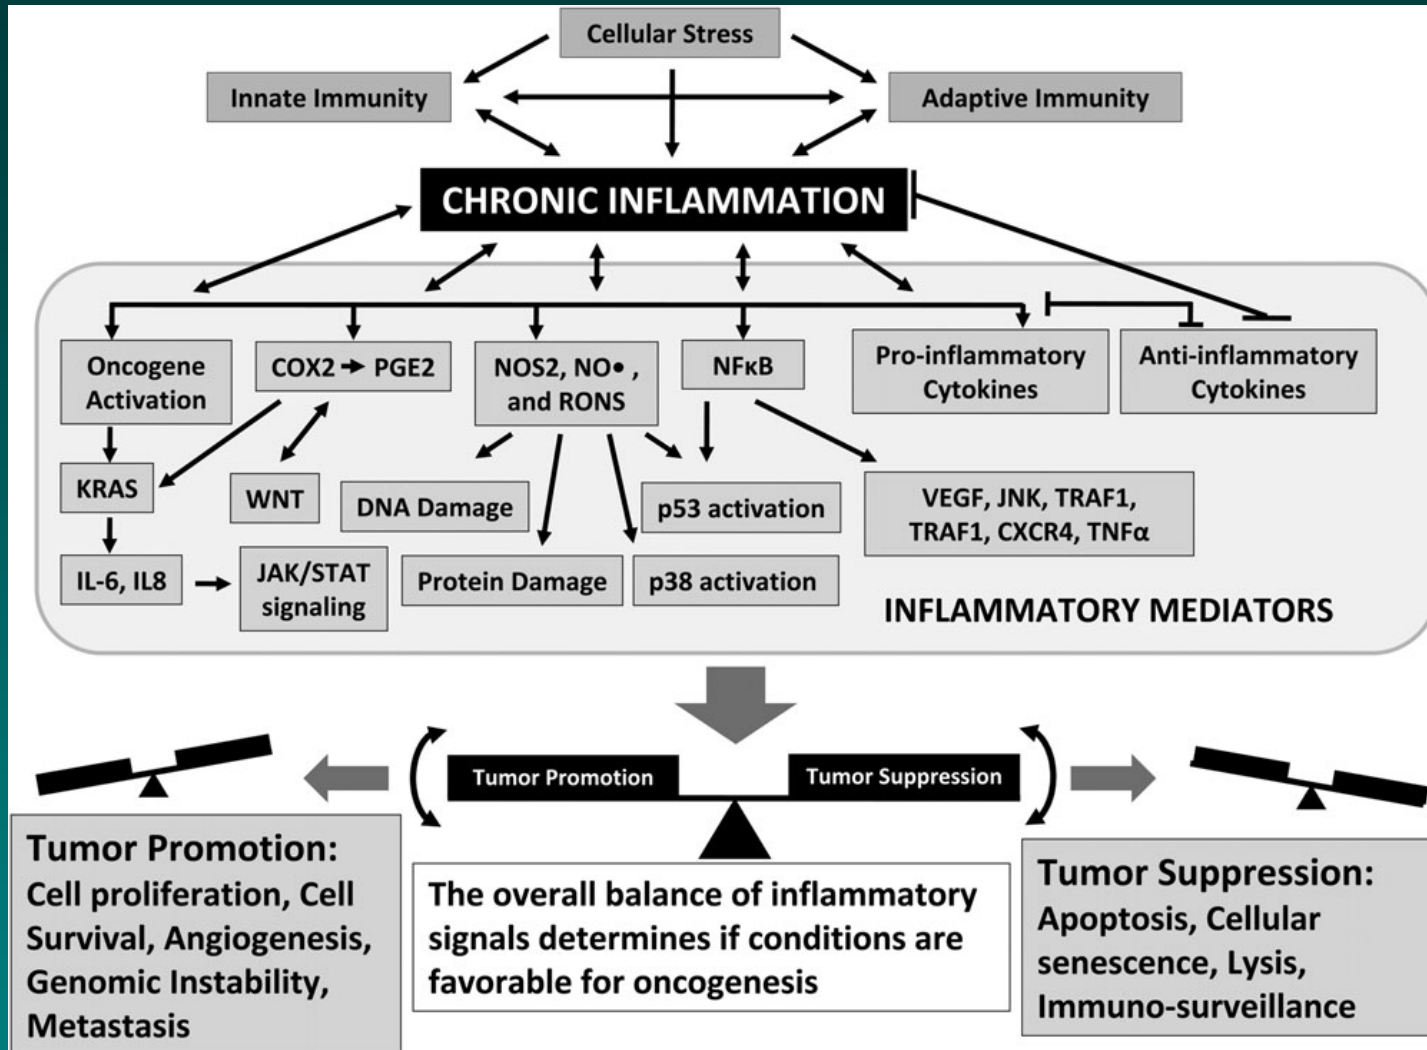 Cellular Stress
Innate Immunity
Adaptive Immunity
CHRONIC INFLAMMATION
Oncogene
Activation
COX2 → PGE2
NOS2, NO• ,
and RONS
NFκB
Pro-inflammatory
Cytokines
Anti-inflammatory
Cytokines
KRAS
WNT
DNA Damage
p53 activation
VEGF, JNK, TRAF1,
TRAF1, CXCR4, TNFα
IL-6, IL8
JAK/STAT
signaling
Protein Damage
p38 activation
INFLAMMATORY MEDIATORS
Tumor Promotion
Tumor Suppression
Tumor Promotion:
Cell proliferation, Cell
Survival, Angiogenesis,
Genomic Instability,
Metastasis
The overall balance of inflammatory
signals determines if conditions are
favorable for oncogenesis
Tumor Suppression:
Apoptosis, Cellular
senescence, Lysis,
Immuno-surveillance